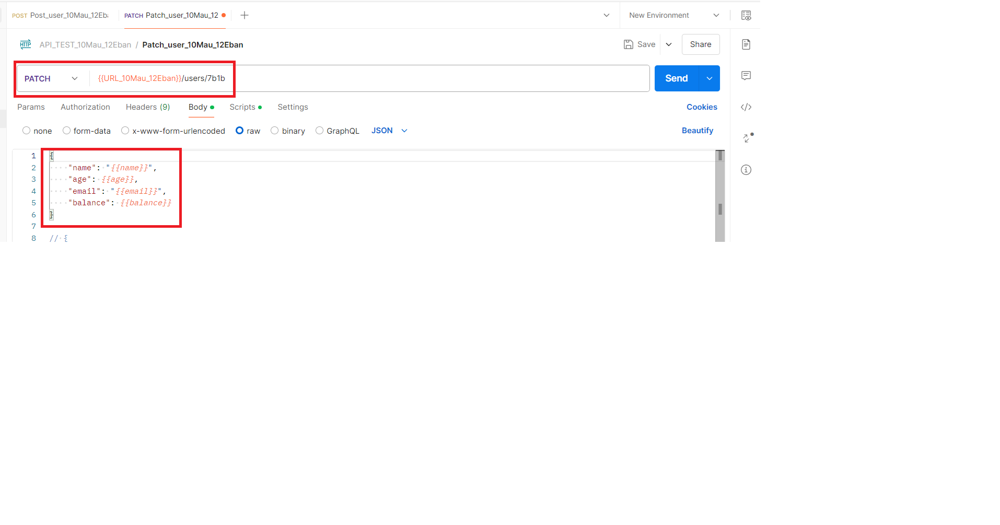 POST Post_user_10Mau_12Eb
PATCH Patch_user_10Mau_12
New Environment
HTTP API_TEST_10Mau_12Eban / Patch_user_10Mau_12Eban
Save
Share
PATCH
{{URL_10Mau_12Eban}}/users/7b1b
Send
Params Authorization Headers (9) Body Scripts Settings Cookies
none form-data x-www-form-urlencoded raw binary GraphQL JSON Beautify
1 {
2 "name": "{{name}}",
3 "age": {{age}},
4 "email": "{{email}}",
5 "balance": {{balance}}
6 }
7
8 // {